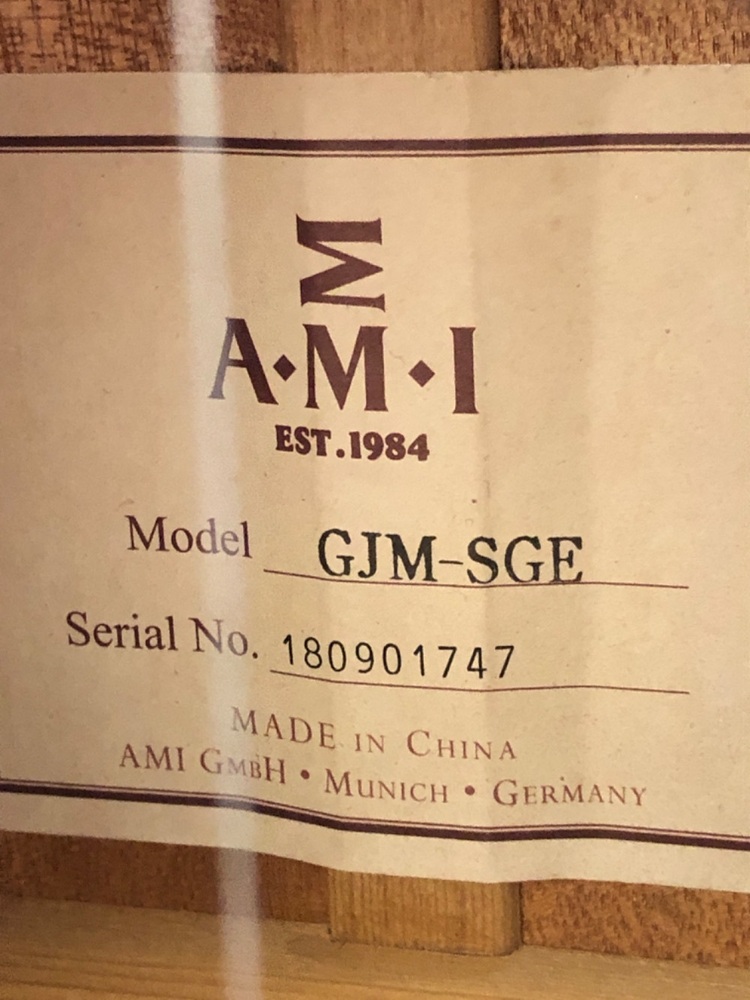 M
A•M•I
EST.1984
Model GJM-SGE
Serial No. 180901747
MADE IN CHINA
AMI GMBH • MUNICH • GERMANY